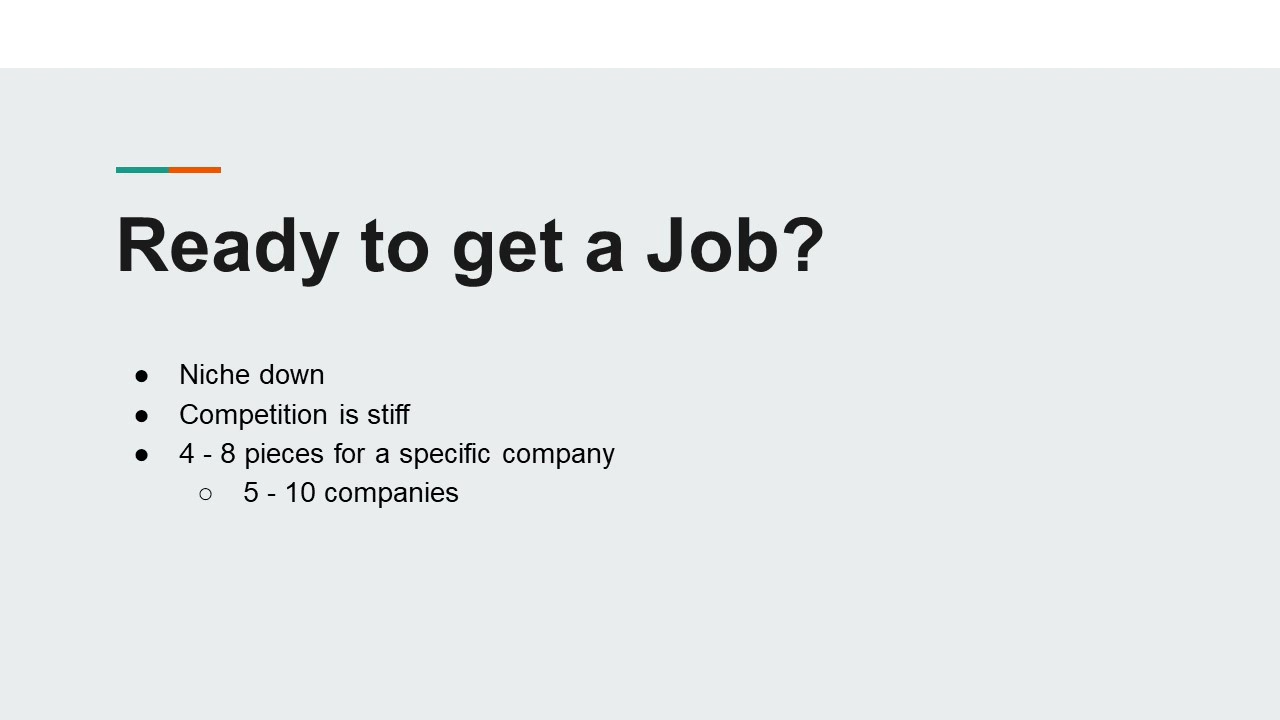 Ready to get a Job?
● Niche down
● Competition is stiff
● 4 - 8 pieces for a specific company
○ 5 - 10 companies